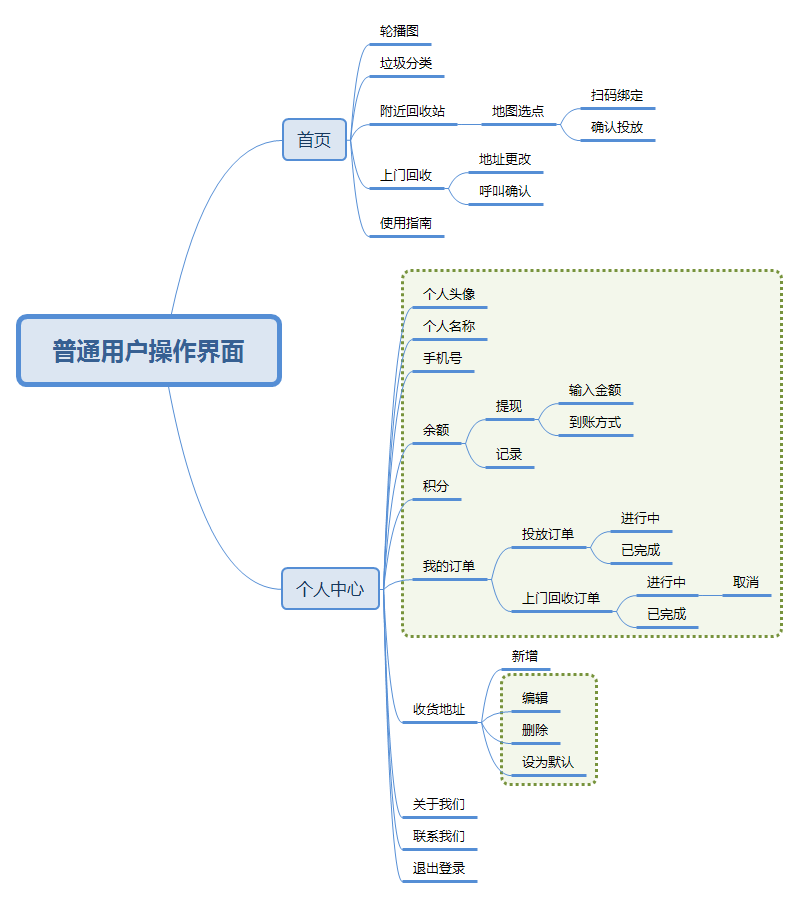 普通用户操作界面
首页
轮播图
垃圾分类
附近回收站
地图选点
扫码绑定
确认投放
上门回收
地址更改
呼叫确认
使用指南
个人中心
个人头像
个人名称
手机号
余额
提现
输入金额
到账方式
记录
积分
我的订单
投放订单
进行中
已完成
上门回收订单
进行中
取消
已完成
收货地址
新增
编辑
删除
设为默认
关于我们
联系我们
退出登录